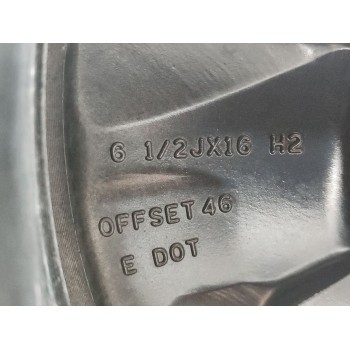 6 1/2JX16 H2
OFFSET 46
E DOT